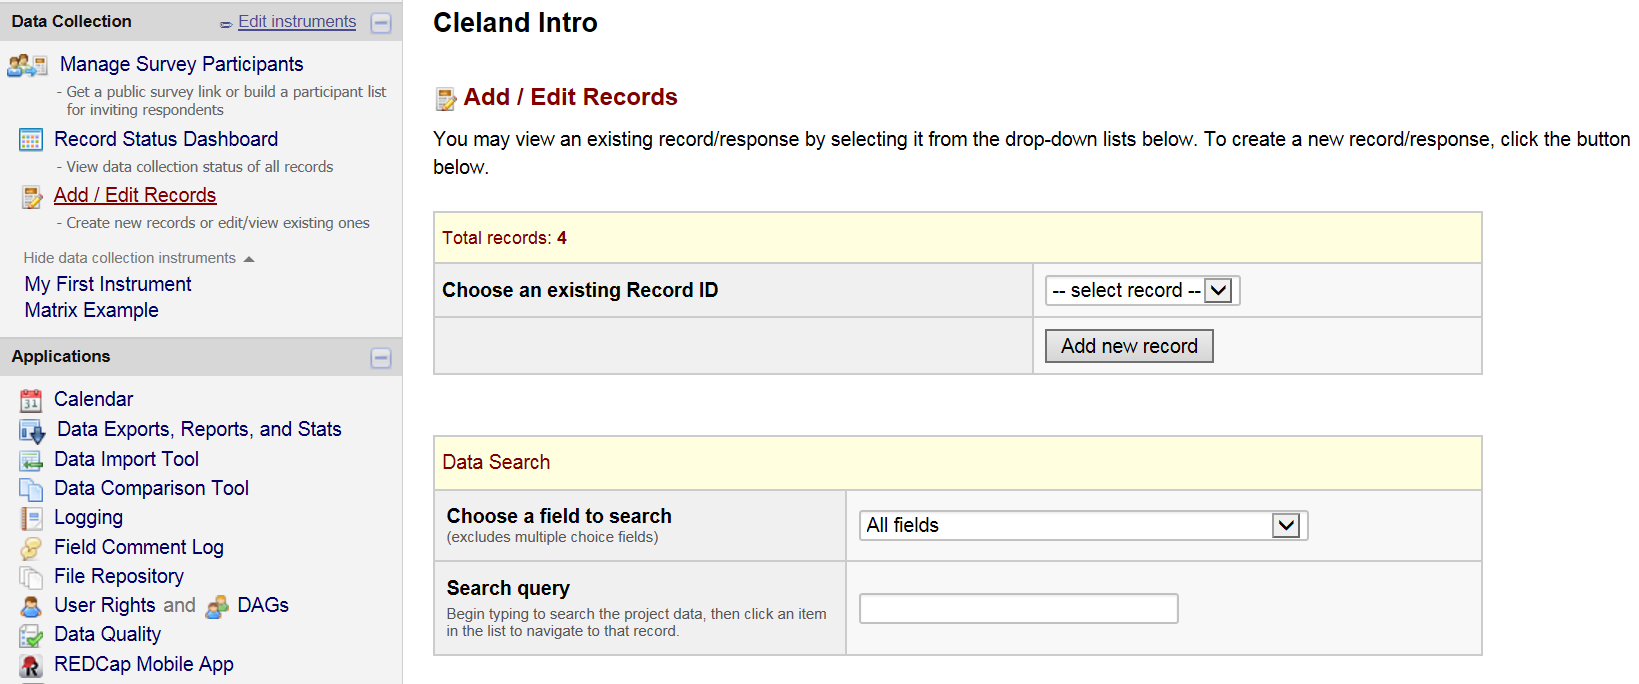 Data Collection
Edit instruments
Manage Survey Participants
- Get a public survey link or build a participant list
for inviting respondents
Record Status Dashboard
- View data collection status of all records
Add / Edit Records
- Create new records or edit/view existing ones
Hide data collection instruments
My First Instrument
Matrix Example
Applications
31
Calendar
Data Exports, Reports, and Stats
Data Import Tool
Data Comparison Tool
Logging
Field Comment Log
File Repository
User Rights and DAGs
Data Quality
REDCap Mobile App
Cleland Intro
Add / Edit Records
You may view an existing record/response by selecting it from the drop-down lists below. To create a new record/response, click the button
below.
Total records: 4
Choose an existing Record ID
-- select record --
Add new record
Data Search
Choose a field to search
(excludes multiple choice fields)
All fields
Search query
Begin typing to search the project data, then click an item
in the list to navigate to that record.